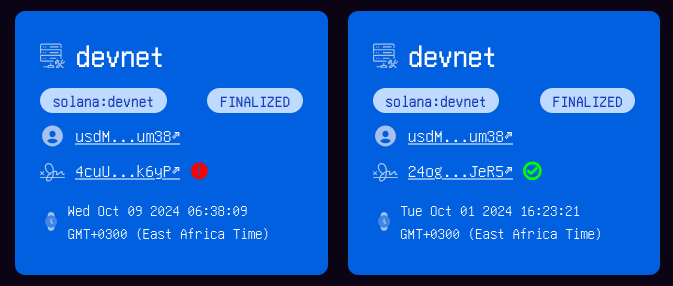 devnet
solana:devnet FINALIZED
usdM...um38↗
4cuU...k6yP↗
Wed Oct 09 2024 06:38:09
GMT+0300 (East Africa Time)
devnet
solana:devnet FINALIZED
usdM...um38↗
24og...JeR5↗
Tue Oct 01 2024 16:23:21
GMT+0300 (East Africa Time)